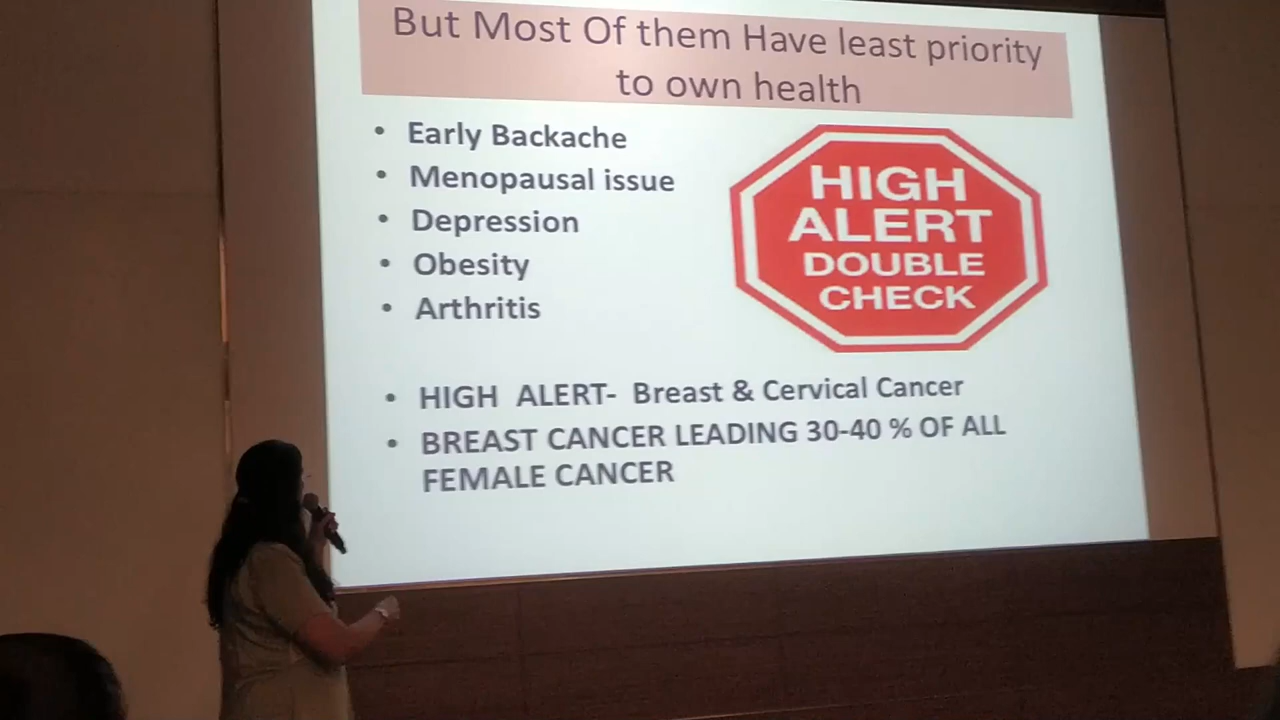 But Most Of them Have least priority
to own health
• Early Backache
• Menopausal issue
• Depression
• Obesity
• Arthritis
HIGH
ALERT
DOUBLE
CHECK
• HIGH ALERT- Breast & Cervical Cancer
• BREAST CANCER LEADING 30-40 % OF ALL
FEMALE CANCER